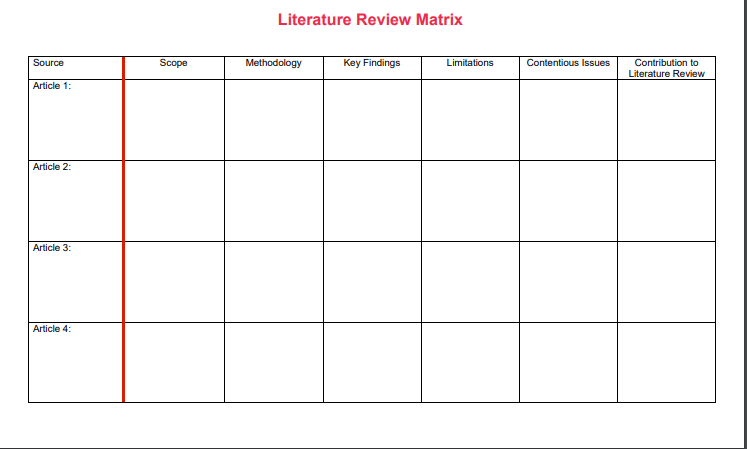 Literature Review Matrix
Source Scope Methodology Key Findings Limitations Contentious Issues Contribution to
Literature Review
Article 1:
Article 2:
Article 3:
Article 4: